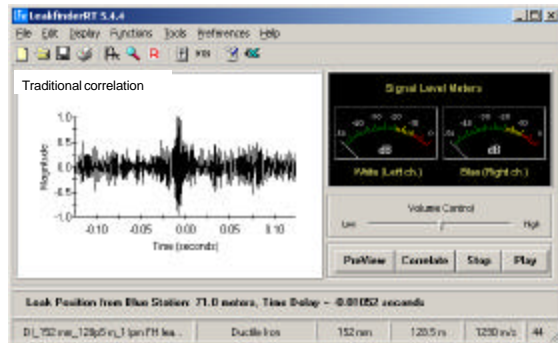 LeakfinderRT 5.4.4
File Edit Display Functions Tools Preferences Help
Traditional correlation
Signal Level Meters
dB dB
White (Left ch.) Blue (Right ch.)
1.0
0.5
0.0
-0.5
-1.0
Magnitude
-0.10 -0.05 0.00 0.05 0.10
Time (seconds)
Volume Control
Low High
PreView Correlate Stop Play
Leak Position from Blue Station: 71.0 meters, Time Delay = -0.01052 seconds
Ductile Iron 152 mm 128.5 m 44